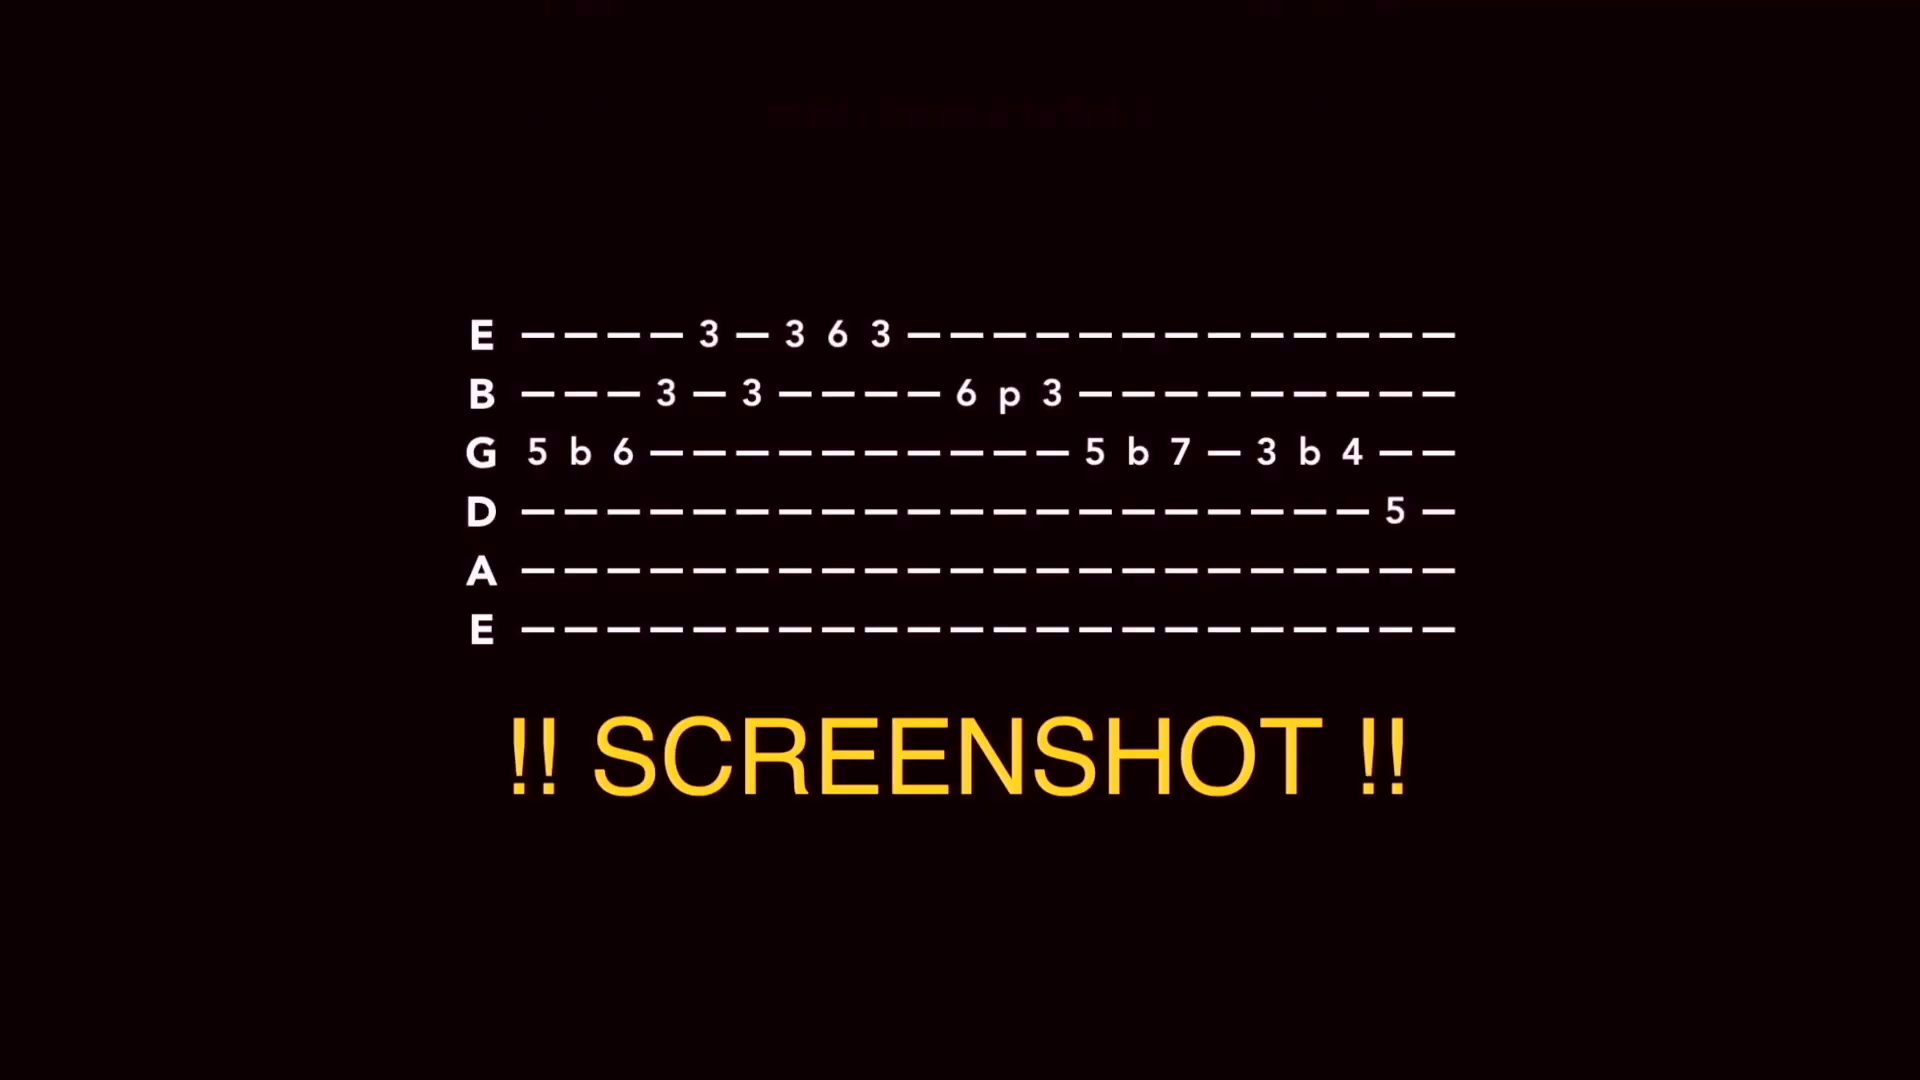 E — — — — 3 — 3 6 3 — — — — — — — — — — — — —
B — — — 3 — 3 — — — — 6 p 3 — — — — — — — — —
G 5 b 6 — — — — — — — — — — 5 b 7 — 3 b 4 — —
D — — — — — — — — — — — — — — — — — — — — 5 —
A — — — — — — — — — — — — — — — — — — — — — —
E — — — — — — — — — — — — — — — — — — — — — —
!! SCREENSHOT !!